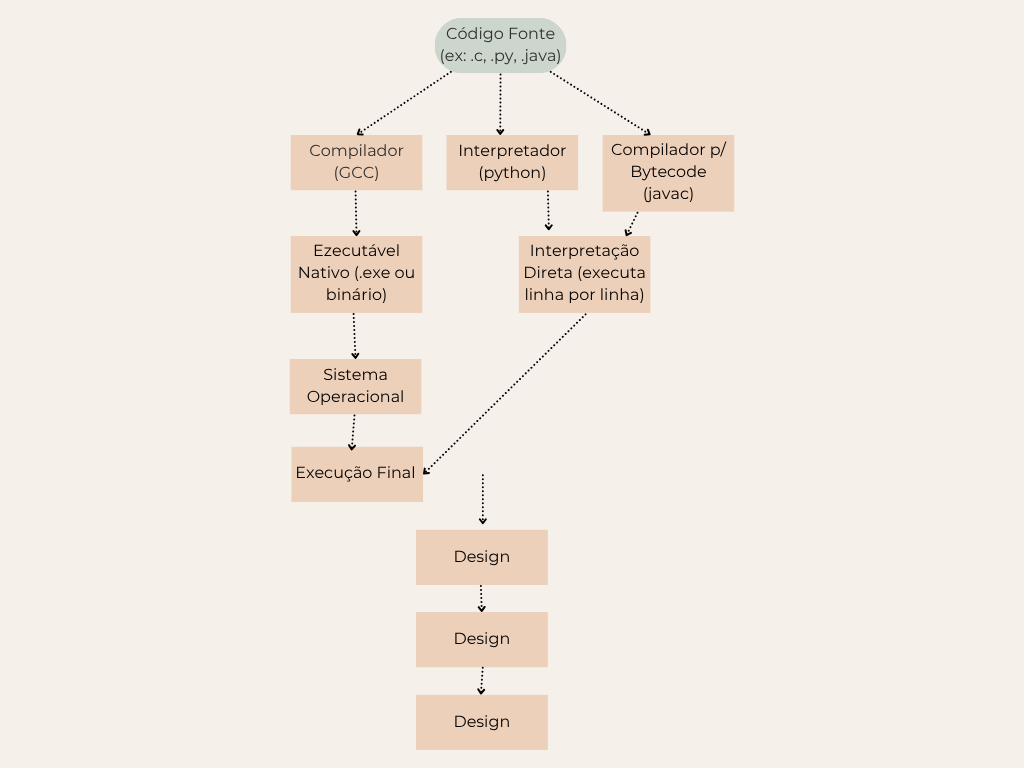 Código Fonte
(ex: .c, .py, .java)
Compilador
(GCC)
Interpretador
(python)
Compilador p/
Bytecode
(javac)
Ezecutável
Nativo (.exe ou
binário)
Interpretação
Direta (executa
linha por linha)
Sistema
Operacional
Execução Final
Design
Design
Design